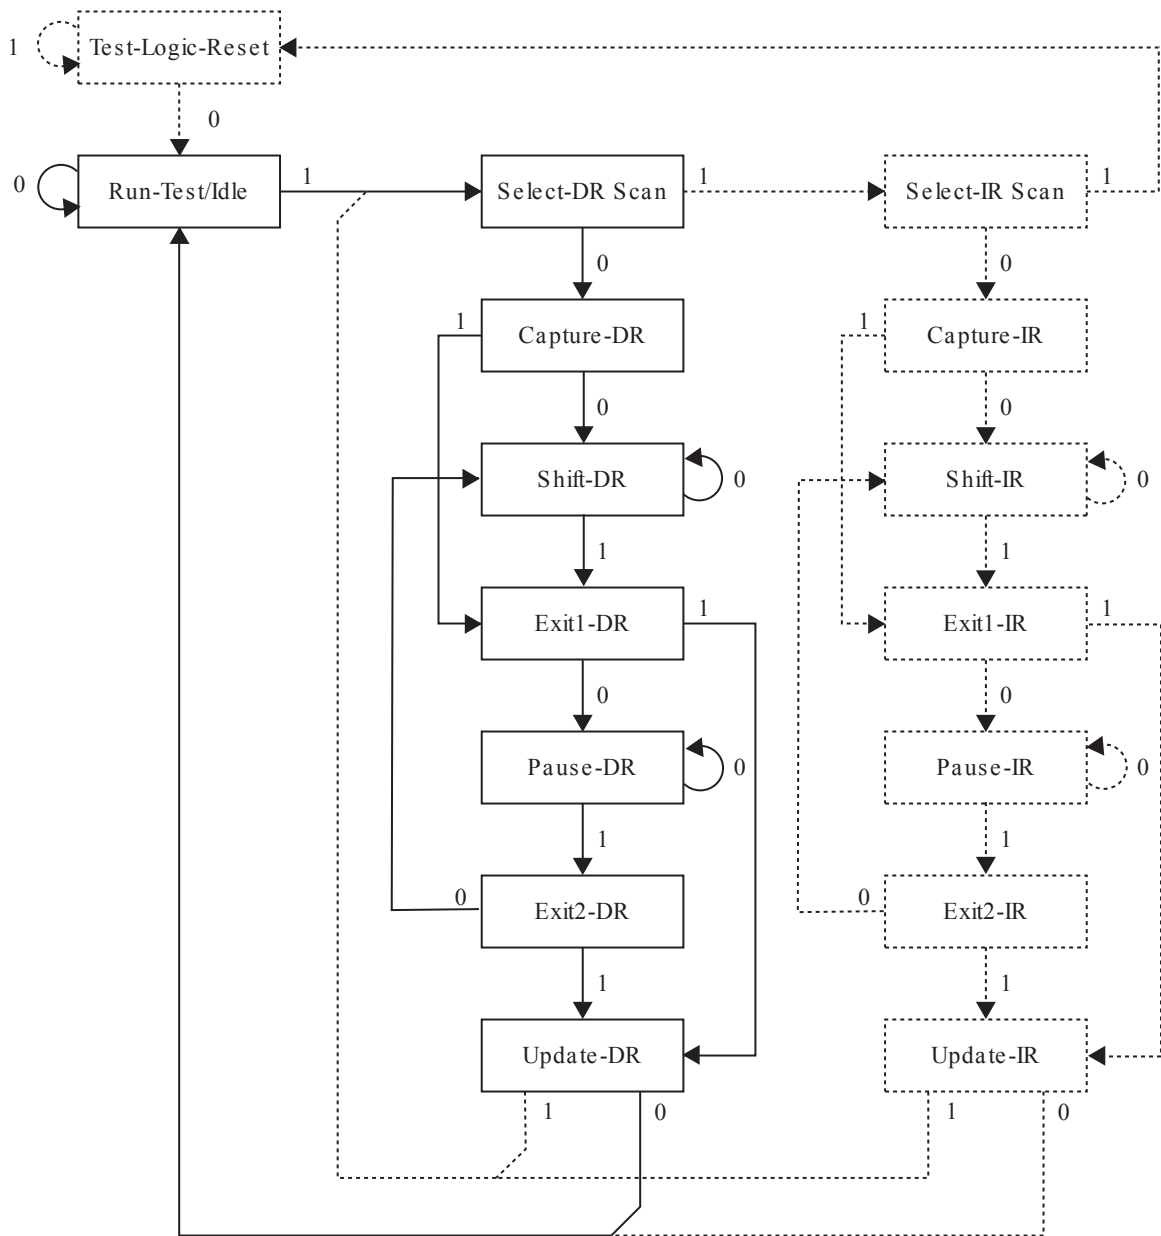 1 Test-Logic-Reset
0
0 Run-Test/Idle 1 Select-DR Scan 1 Select-IR Scan 1
0 0
1 Capture-DR 1 Capture-IR
0 0
Shift-DR 0 Shift-IR 0
1 1
Exit1-DR 1 Exit1-IR 1
0 0
Pause-DR 0 Pause-IR 0
1 1
0 Exit2-DR 0 Exit2-IR
1 1
Update-DR Update-IR
1 0 1 0